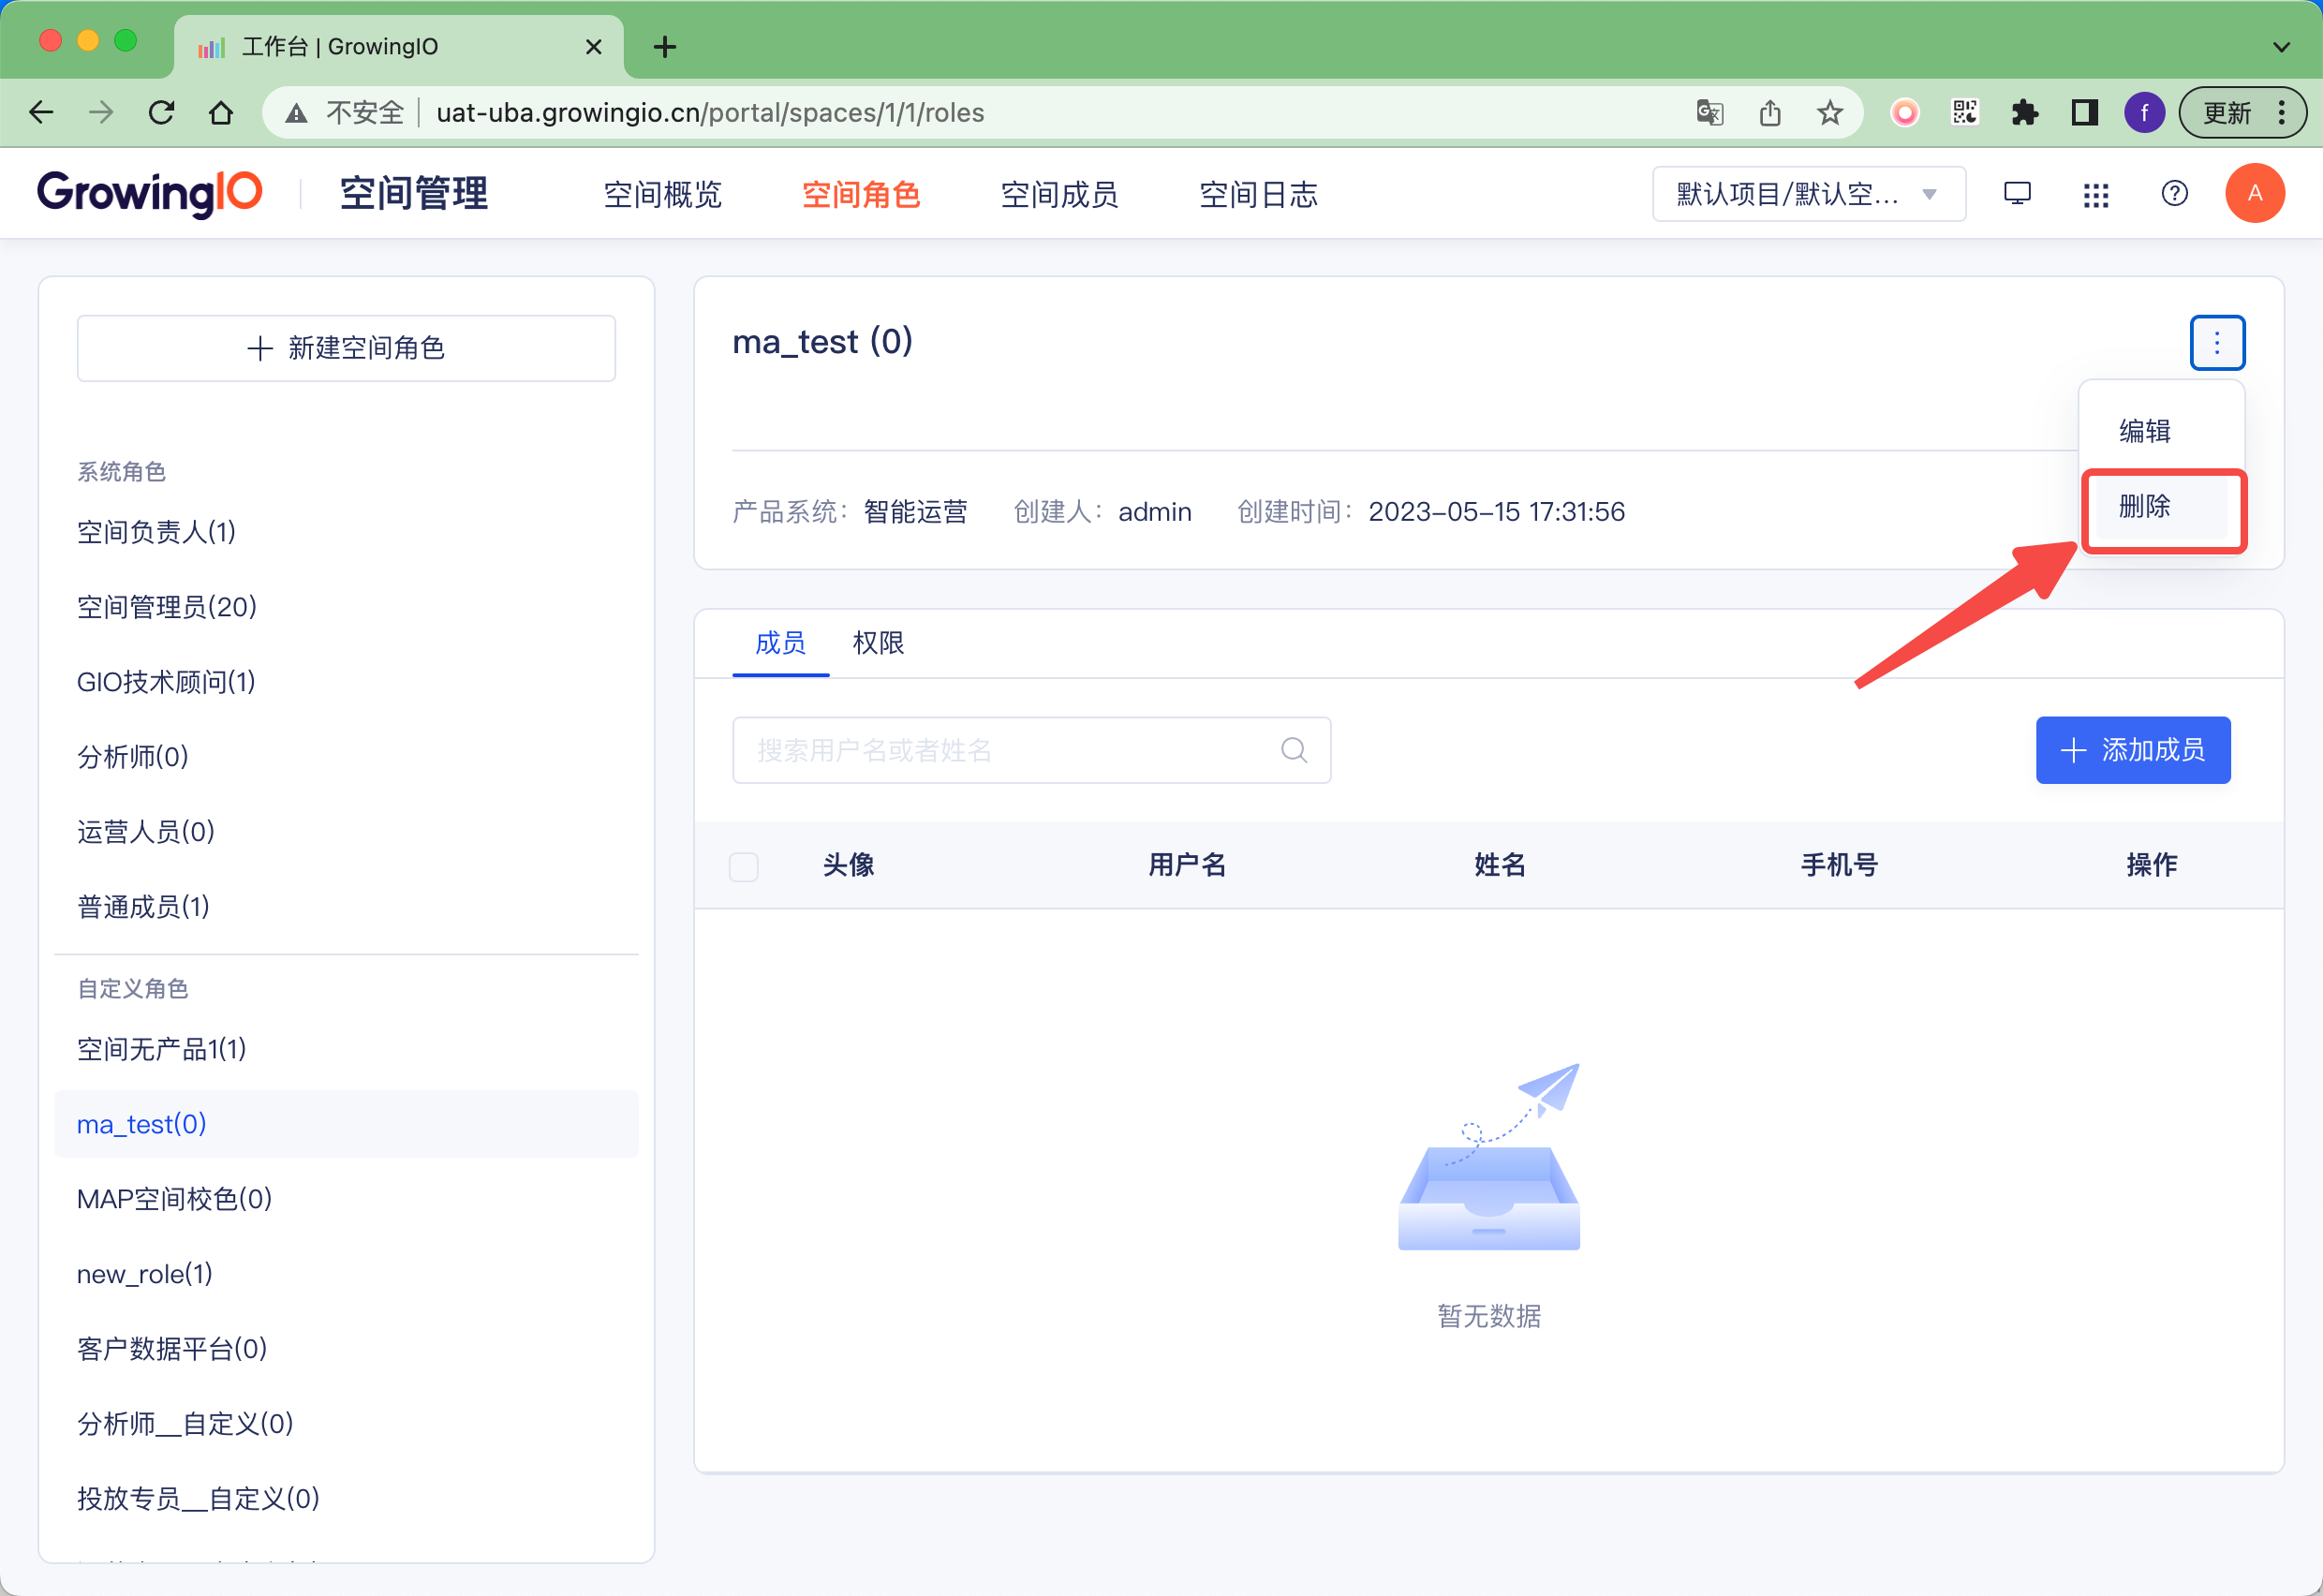 工作台 | GrowingIO
不安全
uat-uba.growingio.cn/portal/spaces/1/1/roles
f
更新
GrowingIO
空间管理
空间概览
空间角色
空间成员
空间日志
默认项目/默认空...
A
新建空间角色
系统角色
空间负责人(1)
空间管理员(20)
GIO技术顾问(1)
分析师(0)
运营人员(0)
普通成员(1)
自定义角色
空间无产品1(1)
ma_test(0)
MAP空间校色(0)
new_role(1)
客户数据平台(0)
分析师__自定义(0)
投放专员__自定义(0)
ma_test (0)
编辑
删除
产品系统：智能运营 创建人：admin 创建时间：2023-05-15 17:31:56
成员 权限
搜索用户名或者姓名
添加成员
头像 用户名 姓名 手机号 操作
暂无数据